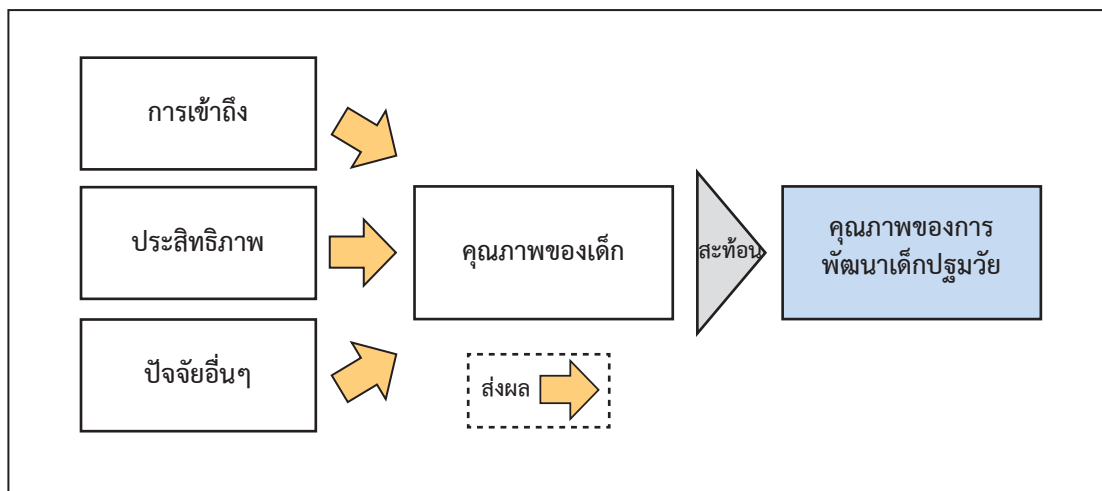 การเข้าถึง
ประสิทธิภาพ
ปัจจัยอื่นๆ
คุณภาพของเด็ก
ส่งผล
สะท้อน
คุณภาพของการ
พัฒนาเด็กปฐมวัย